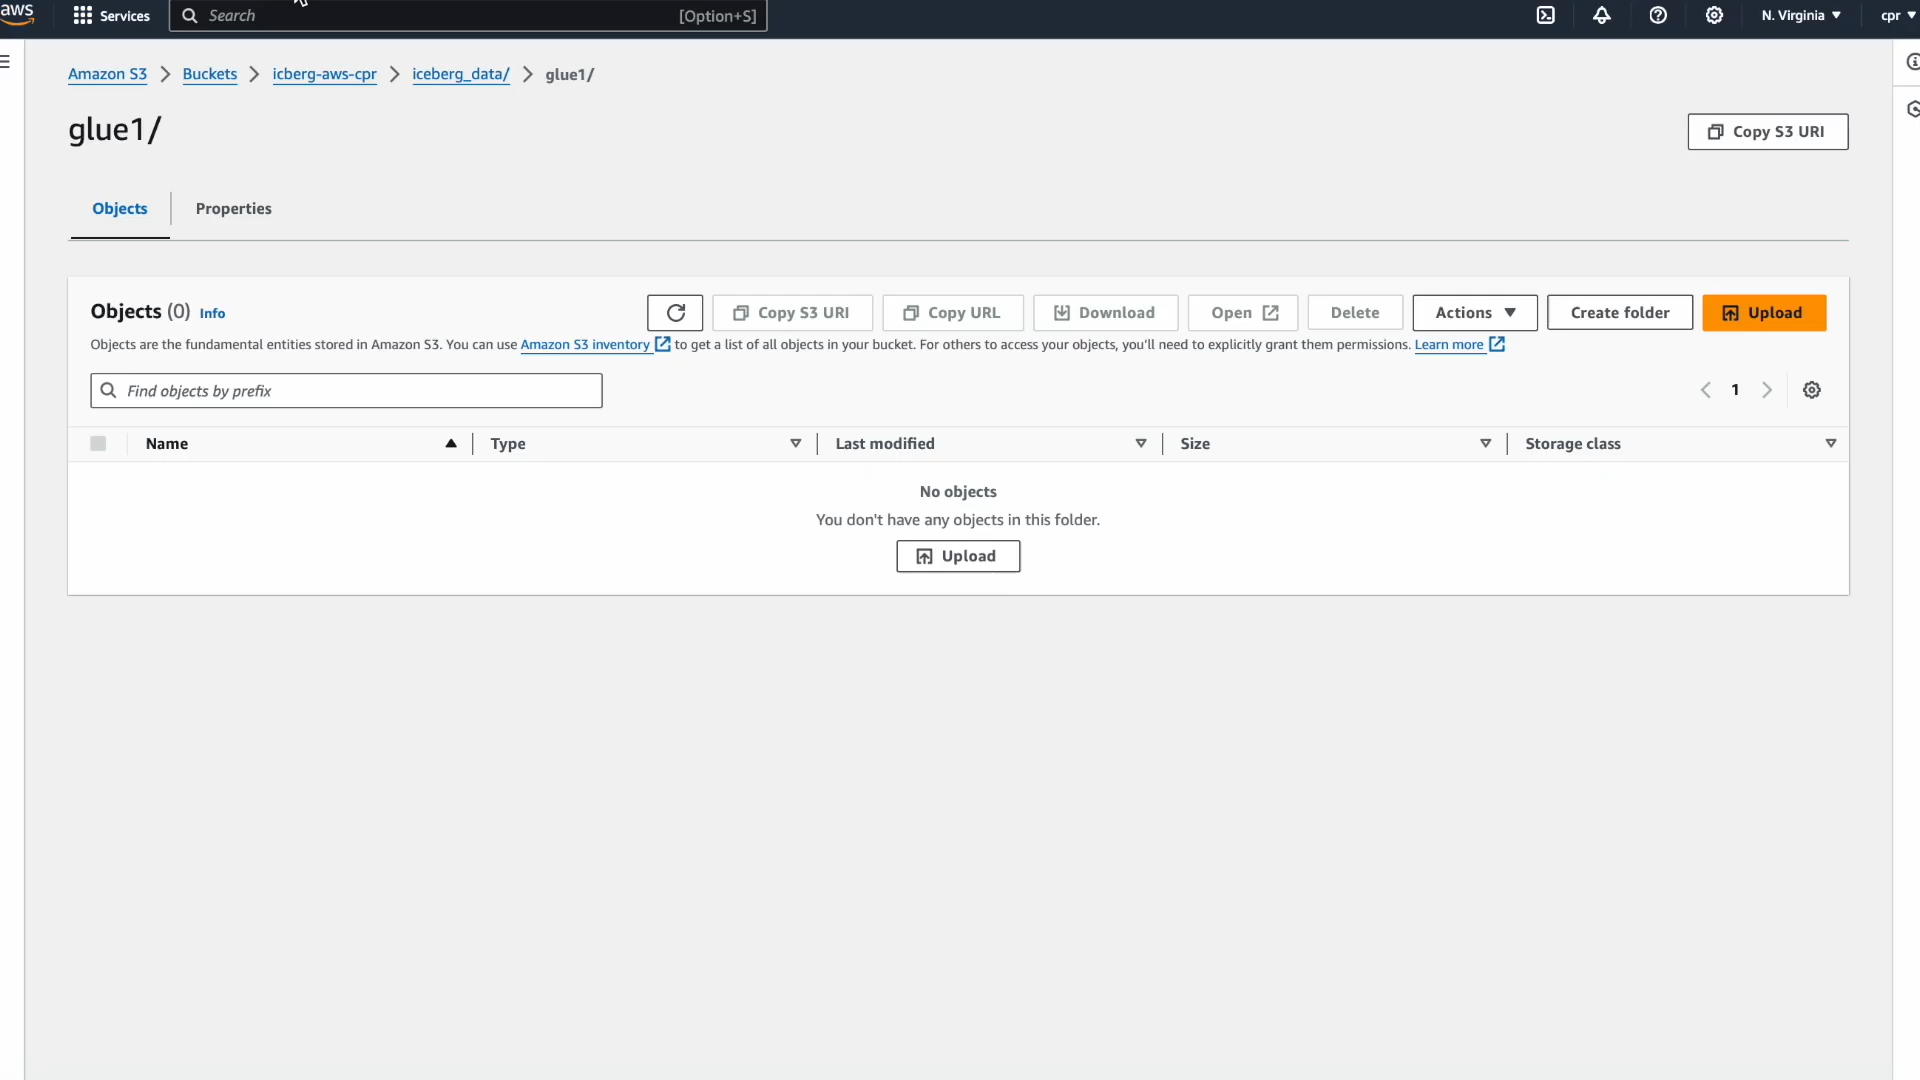 aws Services Search [Option+S] N. Virginia ▼ cpr ▼
Amazon S3 > Buckets > icberg-aws-cpr > iceberg_data/ > glue1/
glue1/
Copy S3 URI
Objects Properties
Objects (0) Info Copy S3 URI Copy URL Download Open Delete Actions ▼ Create folder Upload
Objects are the fundamental entities stored in Amazon S3. You can use Amazon S3 inventory to get a list of all objects in your bucket. For others to access your objects, you'll need to explicitly grant them permissions. Learn more
Find objects by prefix 1
Name Type Last modified Size Storage class
No objects
You don't have any objects in this folder.
Upload